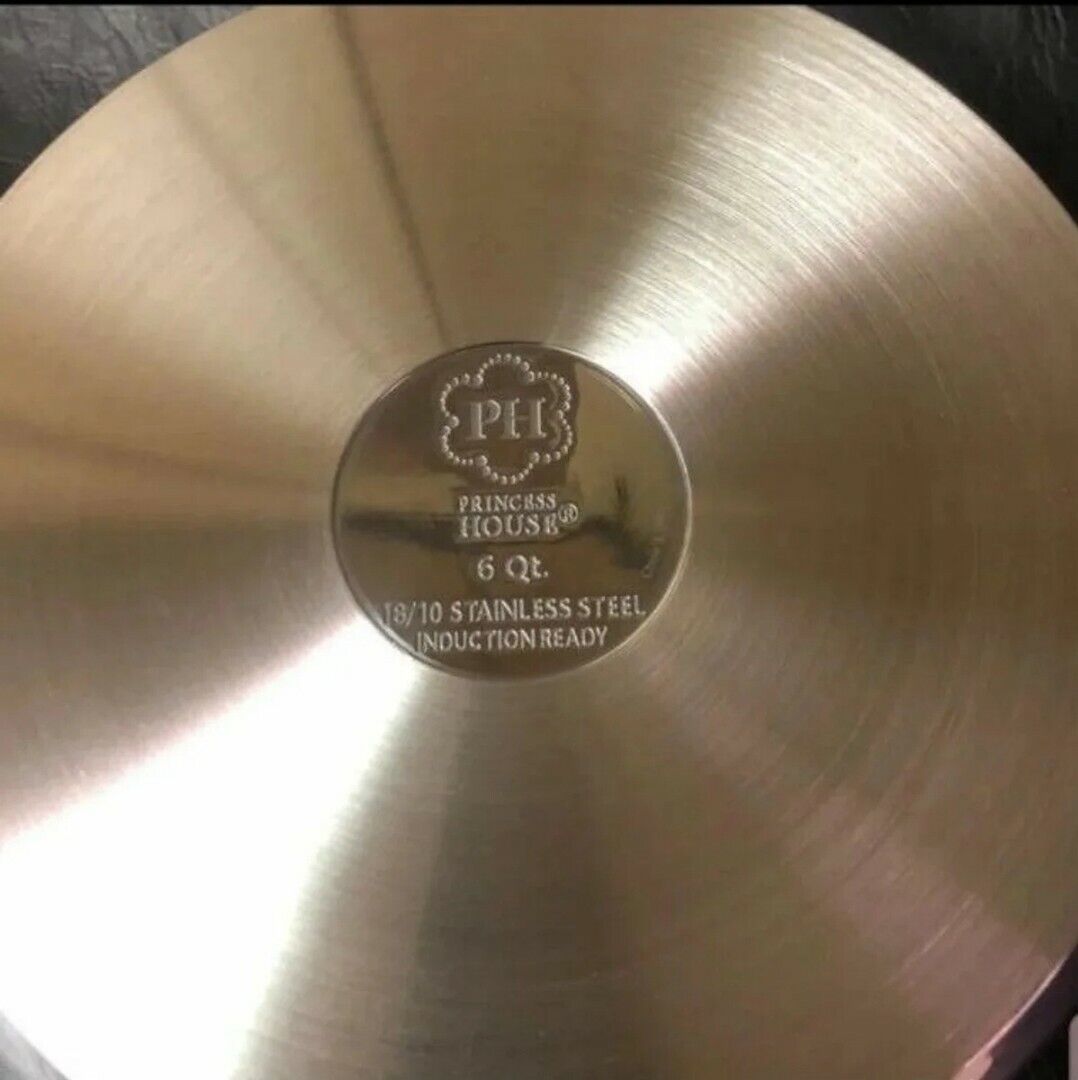 PH
PRINCESS
HOUSE®
6 Qt.
18/10 STAINLESS STEEL
INDUCTION READY